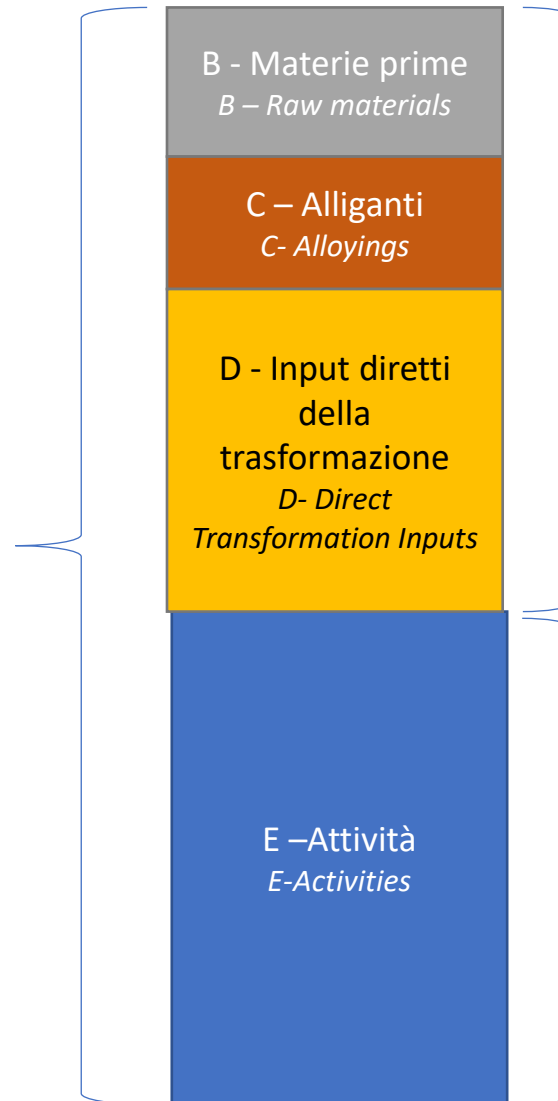 B - Materie prime
B – Raw materials
C – Alliganti
C- Alloyings
D - Input diretti
della
trasformazione
D- Direct
Transformation Inputs
E –Attività
E-Activities